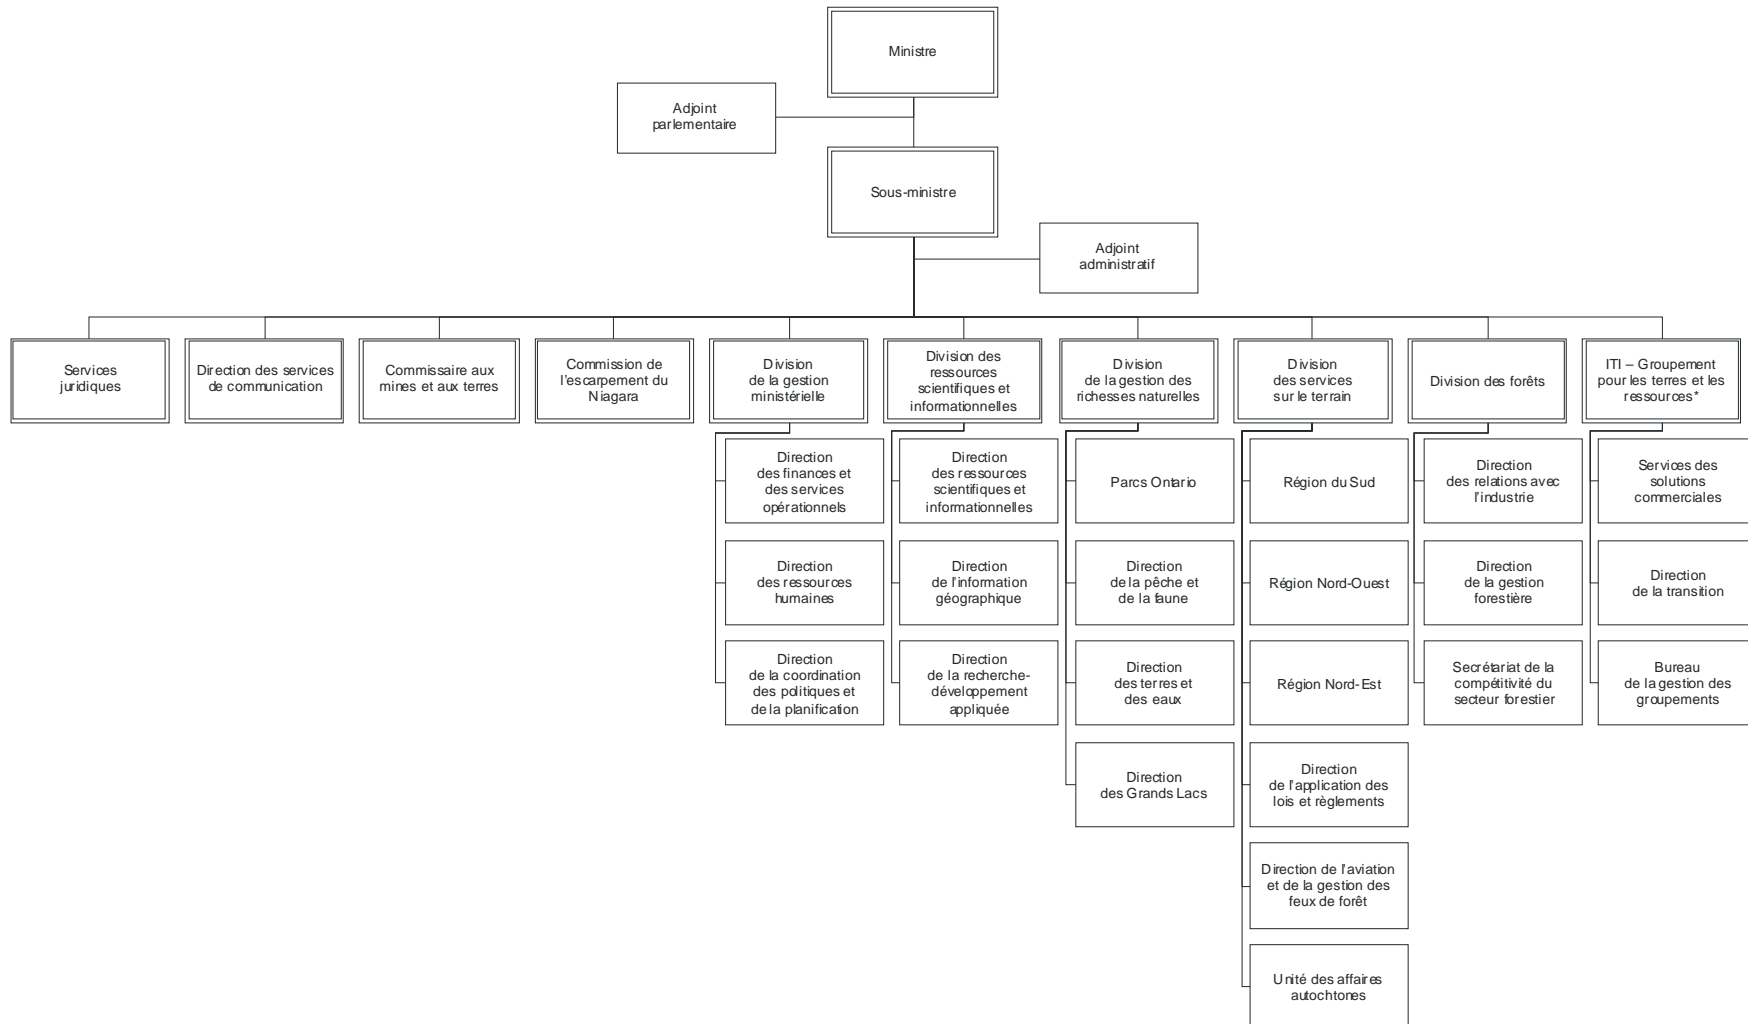 Ministre
Adjoint
parlementaire
Sous-ministre
Adjoint
administratif
Services
juridiques
Direction des services
de communication
Commissaire aux
mines et aux terres
Commission de
l'escarpement du
Niagara
Division
de la gestion
ministérielle
Division des
ressources
scientifiques et
informationnelles
Division
de la gestion des
richesses naturelles
Division
des services
sur le terrain
Division des forêts
ITI – Groupement
pour les terres et les
ressources*
Direction
des finances et
des services
opérationnels
Direction
des ressources
scientifiques et
informationnelles
Parcs Ontario
Région du Sud
Direction
des relations avec
l'industrie
Services des
solutions
commerciales
Direction
des ressources
humaines
Direction
de l'information
géographique
Direction
de la pêche et
de la faune
Région Nord-Ouest
Direction
de la gestion
forestière
Direction
de la transition
Direction
de la coordination
des politiques et
de la planification
Direction
de la recherche-
développement
appliquée
Direction
des terres et
des eaux
Région Nord-Est
Secrétariat de la
compétitivité du
secteur forestier
Bureau
de la gestion des
groupements
Direction
des Grands Lacs
Direction
de l'application des
lois et règlements
Direction de l'aviation
et de la gestion des
feux de forêt
Unité des affaires
autochtones